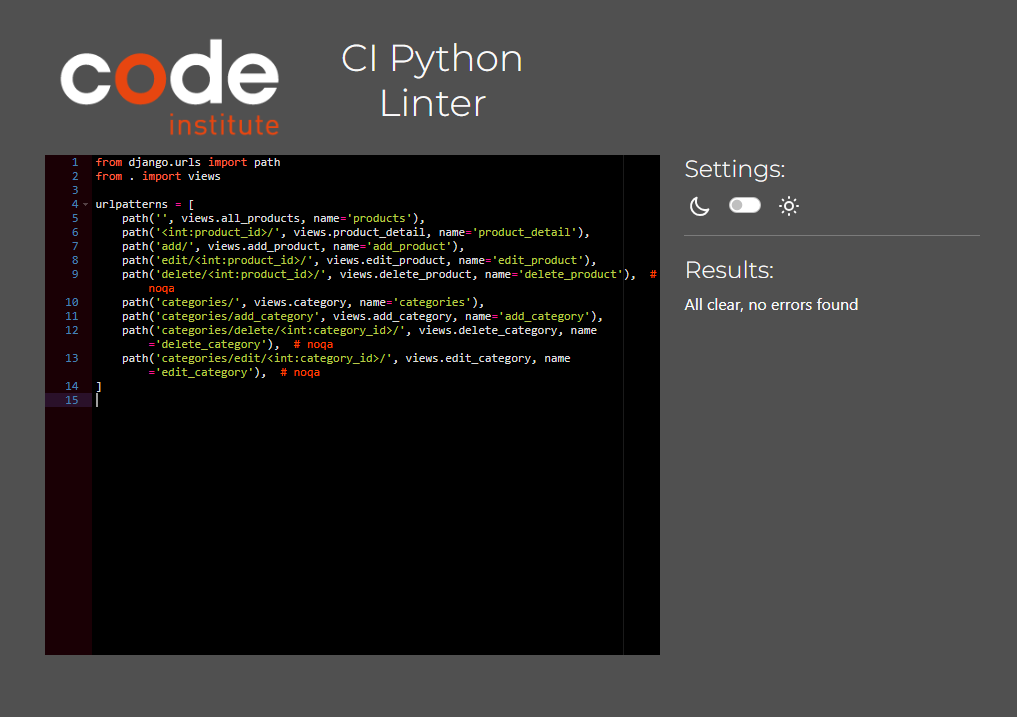 code
institute
CI Python
Linter
1 from django.urls import path
2 from . import views
3
4 urlpatterns = [
5 path('', views.all_products, name='products'),
6 path('<int:product_id>/', views.product_detail, name='product_detail'),
7 path('add/', views.add_product, name='add_product'),
8 path('edit/<int:product_id>/', views.edit_product, name='edit_product'),
9 path('delete/<int:product_id>/', views.delete_product, name='delete_product'),  #
noqa
10 path('categories/', views.category, name='categories'),
11 path('categories/add_category', views.add_category, name='add_category'),
12 path('categories/delete/<int:category_id>/', views.delete_category, name
='delete_category'),  # noqa
13 path('categories/edit/<int:category_id>/', views.edit_category, name
='edit_category'),  # noqa
14 ]
15
Settings:
Results:
All clear, no errors found